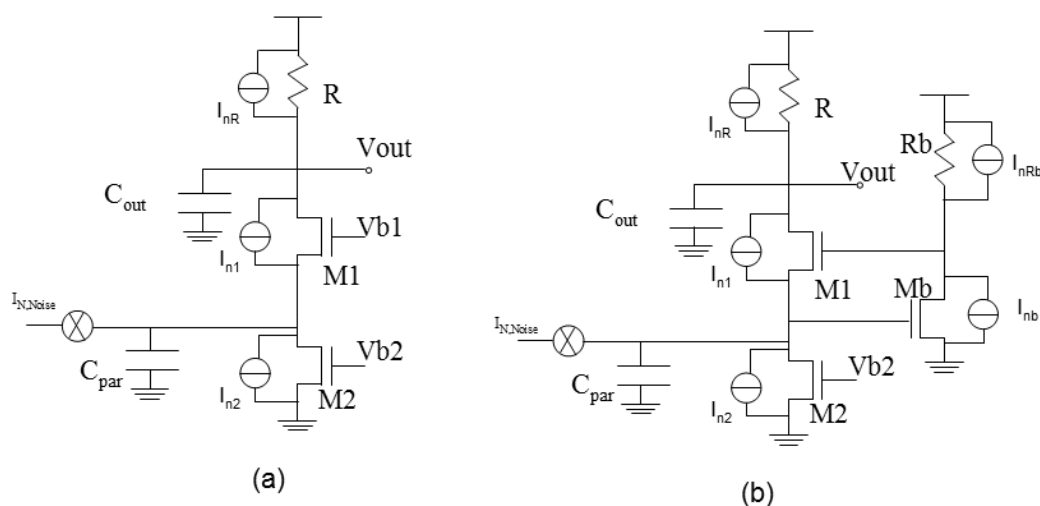 R
I_nR
Vout
C_out
Vb1
I_n1
M1
I_N,Noise
C_par
Vb2
I_n2
M2
(a)
R
I_nR
Rb
I_nRb
Vout
C_out
I_n1
M1
Mb
I_nb
I_N,Noise
C_par
Vb2
I_n2
M2
(b)